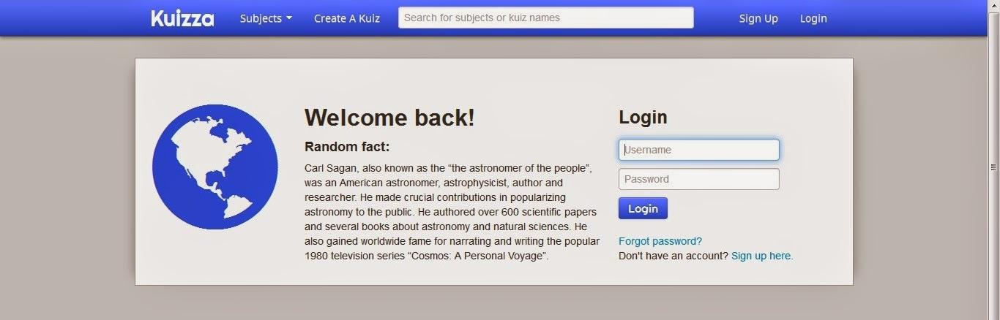 Kuizza Subjects Create A Kuiz Search for subjects or kuiz names Sign Up Login
Welcome back!
Random fact:
Carl Sagan, also known as the “the astronomer of the people”,
was an American astronomer, astrophysicist, author and
researcher. He made crucial contributions in popularizing
astronomy to the public. He authored over 600 scientific papers
and several books about astronomy and natural sciences. He
also gained worldwide fame for narrating and writing the popular
1980 television series “Cosmos: A Personal Voyage”.
Login
Username
Password
Login
Forgot password?
Don't have an account? Sign up here.